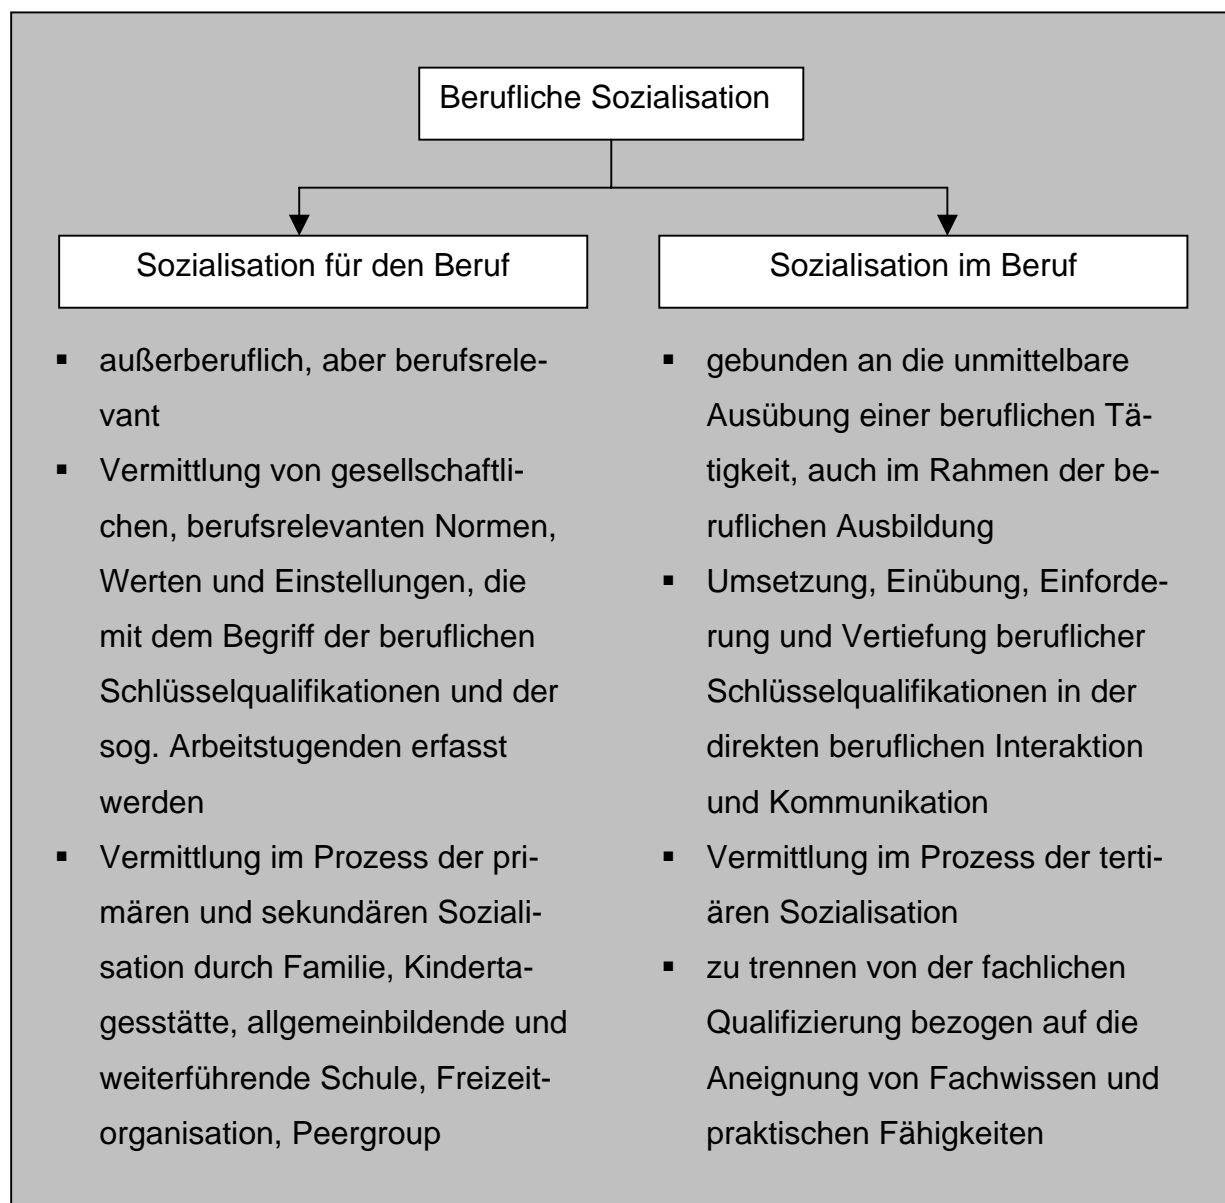 Berufliche Sozialisation
Sozialisation für den Beruf
▪ außerberuflich, aber berufsrele-
vant
▪ Vermittlung von gesellschaftli-
chen, berufsrelevanten Normen,
Werten und Einstellungen, die
mit dem Begriff der beruflichen
Schlüsselqualifikationen und der
sog. Arbeitstugenden erfasst
werden
▪ Vermittlung im Prozess der pri-
mären und sekundären Soziali-
sation durch Familie, Kinderta-
gesstätte, allgemeinbildende und
weiterführende Schule, Freizeit-
organisation, Peergroup
Sozialisation im Beruf
▪ gebunden an die unmittelbare
Ausübung einer beruflichen Tä-
tigkeit, auch im Rahmen der be-
ruflichen Ausbildung
▪ Umsetzung, Einübung, Einforde-
rung und Vertiefung beruflicher
Schlüsselqualifikationen in der
direkten beruflichen Interaktion
und Kommunikation
▪ Vermittlung im Prozess der terti-
ären Sozialisation
▪ zu trennen von der fachlichen
Qualifizierung bezogen auf die
Aneignung von Fachwissen und
praktischen Fähigkeiten